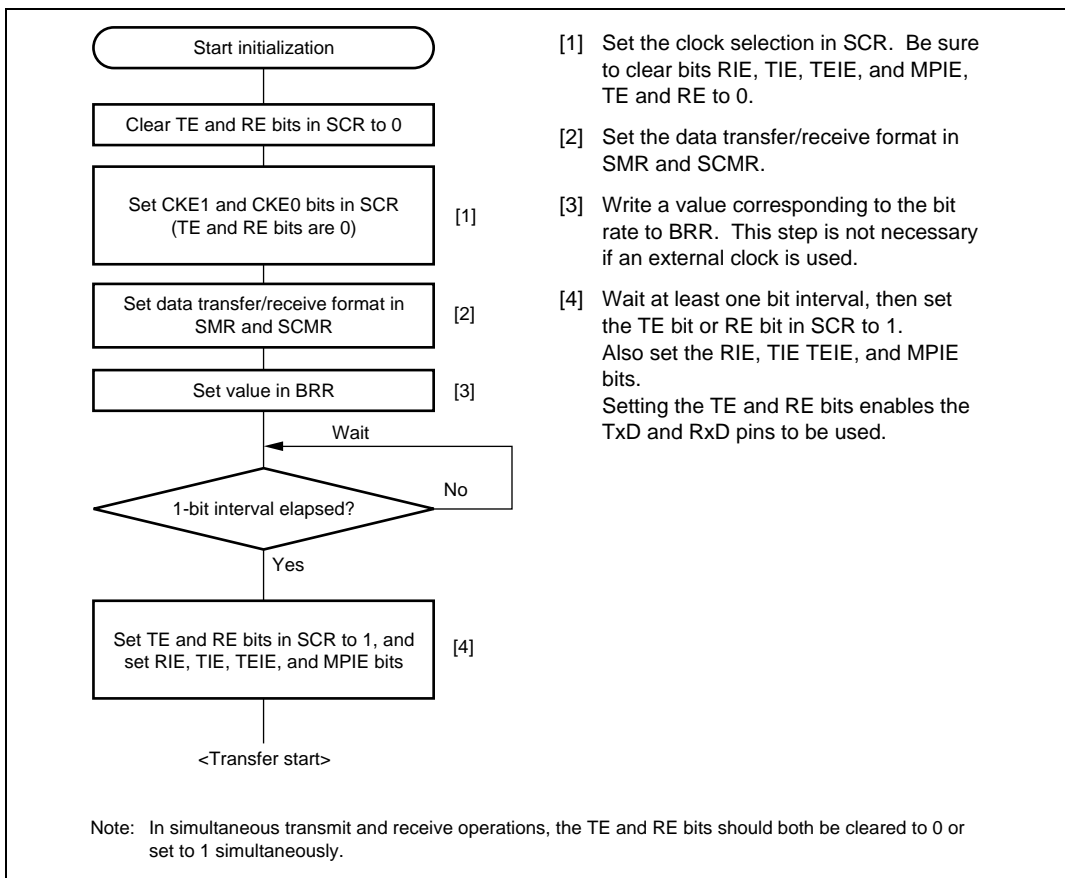 Start initialization
Clear TE and RE bits in SCR to 0
Set CKE1 and CKE0 bits in SCR
(TE and RE bits are 0)
[1]
Set data transfer/receive format in
SMR and SCMR
[2]
Set value in BRR
[3]
Wait
No
1-bit interval elapsed?
Yes
Set TE and RE bits in SCR to 1, and
set RIE, TIE, TEIE, and MPIE bits
[4]
<Transfer start>
[1] Set the clock selection in SCR. Be sure
to clear bits RIE, TIE, TEIE, and MPIE,
TE and RE to 0.
[2] Set the data transfer/receive format in
SMR and SCMR.
[3] Write a value corresponding to the bit
rate to BRR. This step is not necessary
if an external clock is used.
[4] Wait at least one bit interval, then set
the TE bit or RE bit in SCR to 1.
Also set the RIE, TIE TEIE, and MPIE
bits.
Setting the TE and RE bits enables the
TxD and RxD pins to be used.
Note: In simultaneous transmit and receive operations, the TE and RE bits should both be cleared to 0 or
set to 1 simultaneously.